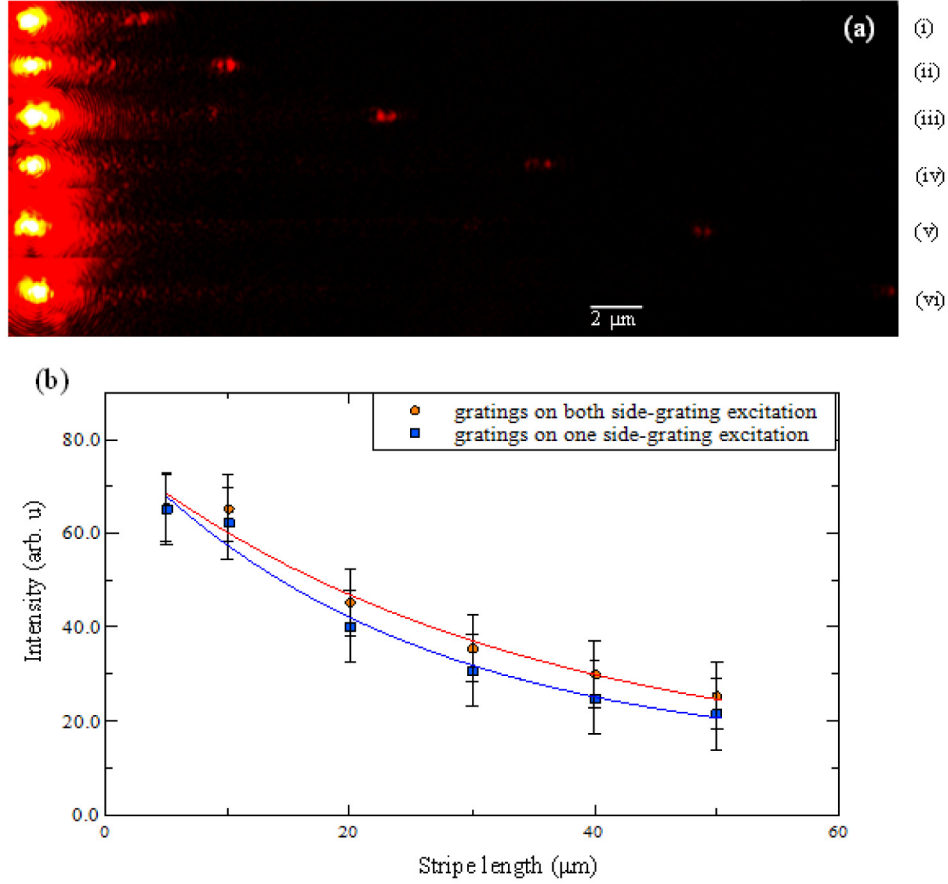 (a)
(i)
(ii)
(iii)
(iv)
(v)
(vi)
2 μm
(b)
gratings on both side-grating excitation
gratings on one side-grating excitation
80.0
60.0
40.0
20.0
0.0
Intensity (arb. u)
0 20 40 60
Stripe length (μm)